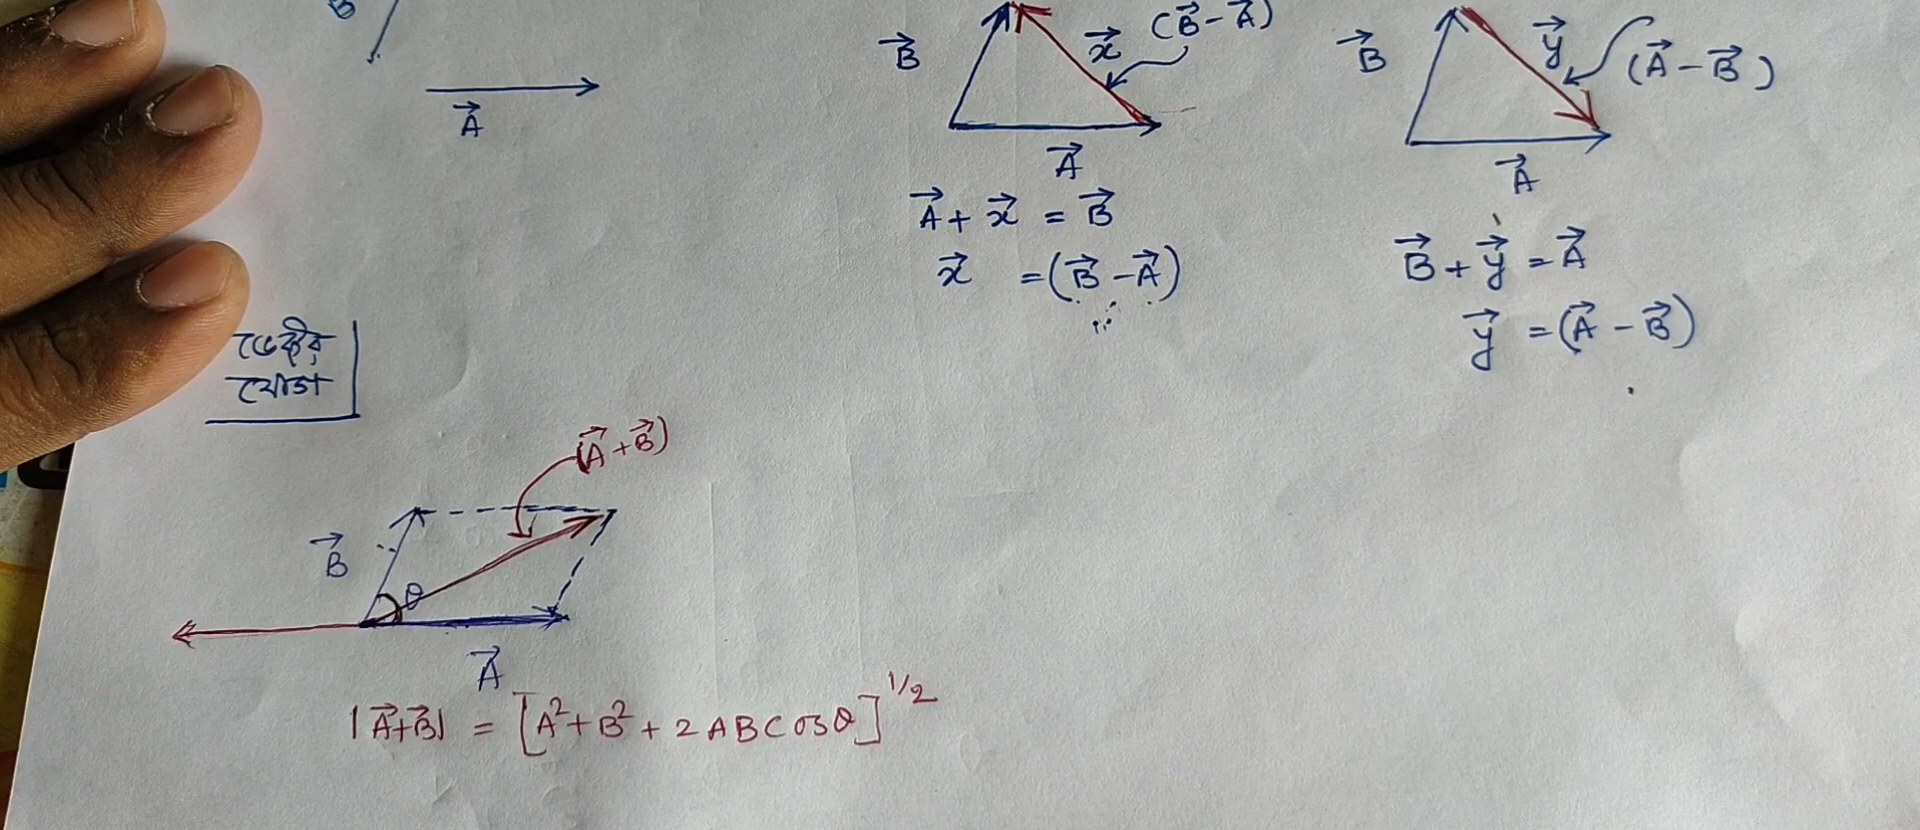 B
A⃗
B⃗
x⃗
(B⃗ - A⃗)
A⃗
A⃗ + x⃗ = B⃗
x⃗ = (B⃗ - A⃗)
B⃗
y⃗
(A⃗ - B⃗)
A⃗
B⃗ + y⃗ = A⃗
y⃗ = (A⃗ - B⃗)
ভেক্টর
যোগ
(A⃗ + B⃗)
B⃗
θ
A⃗
|A⃗+B⃗| = [A²+B²+2ABCosθ]^1/2